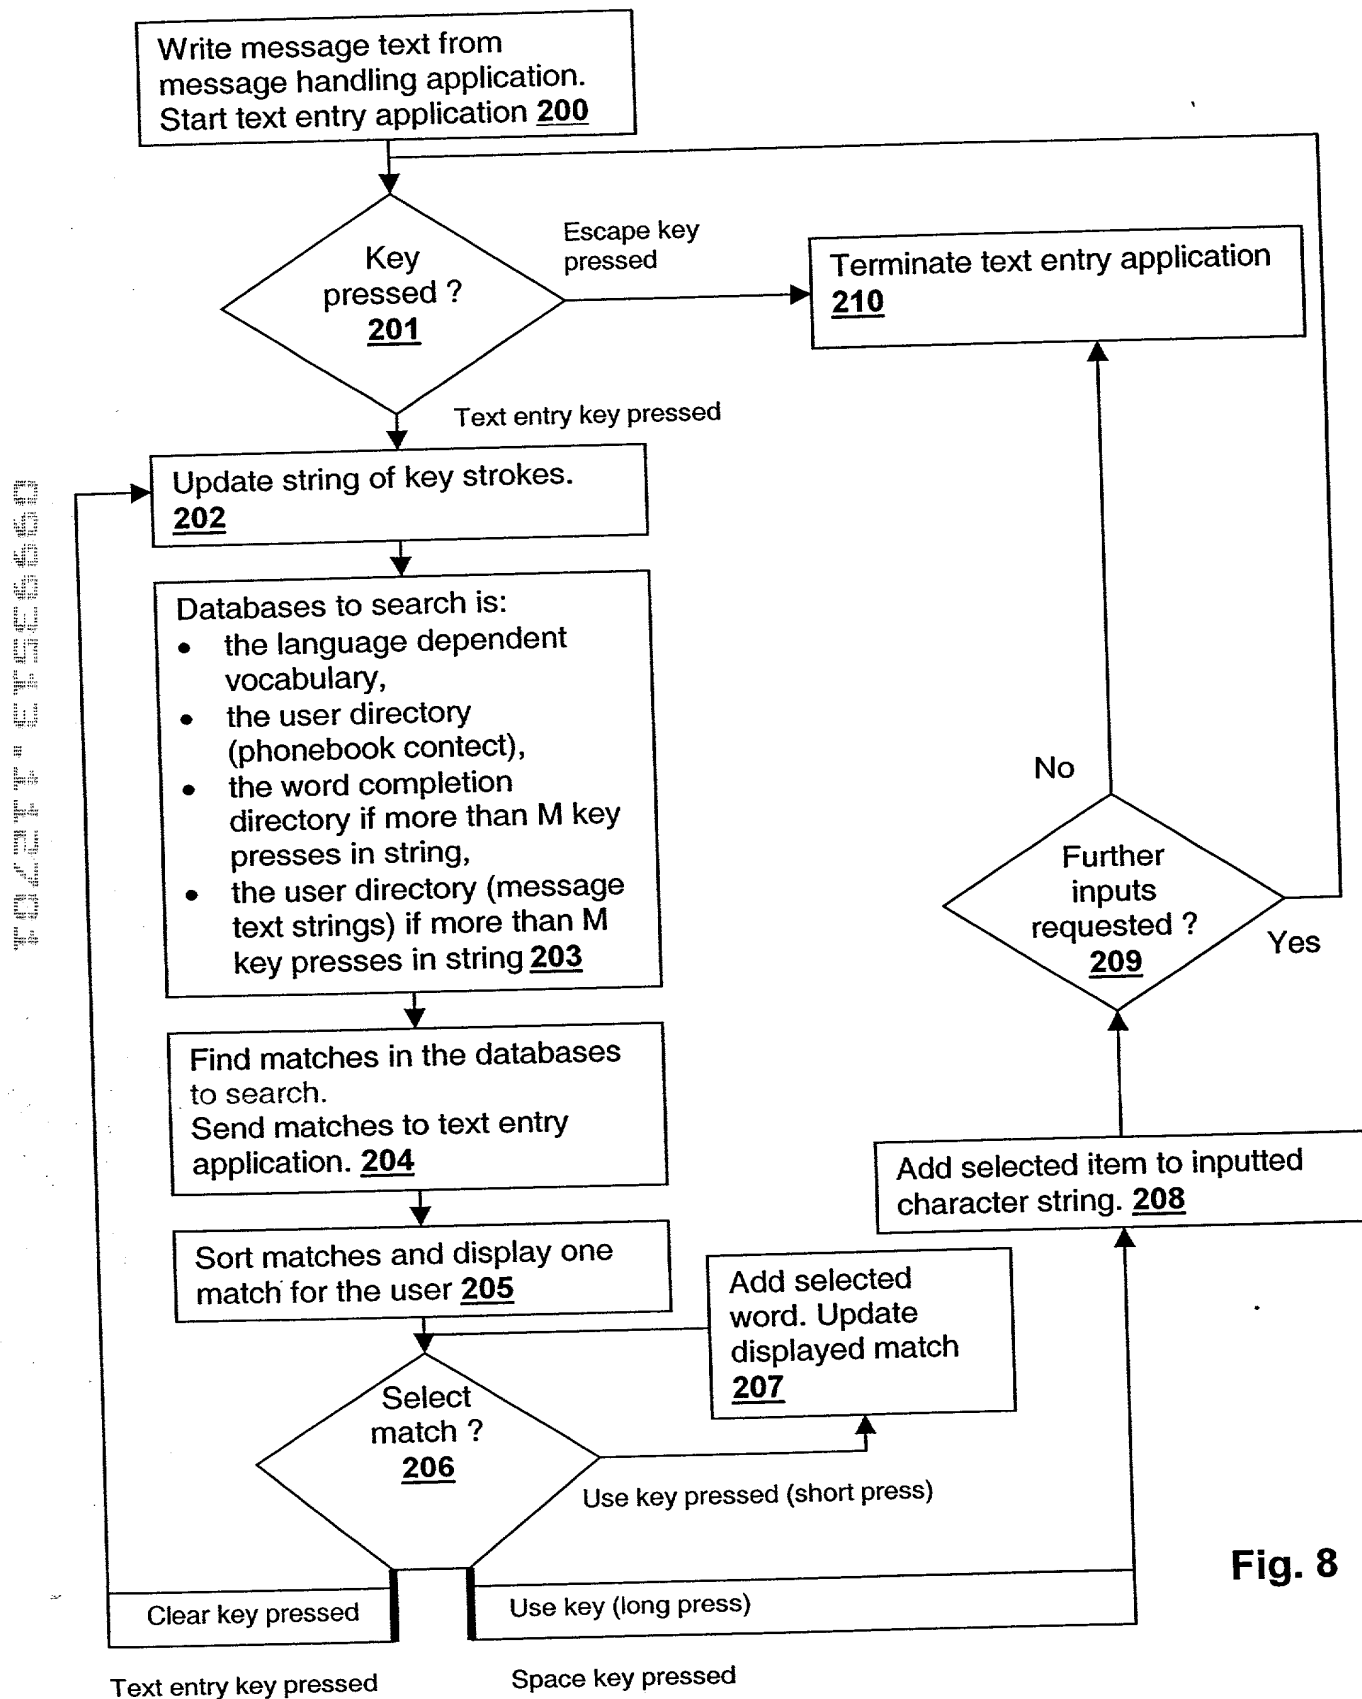 Write message text from
message handling application.
Start text entry application 200
Key
pressed ?
201
Escape key
pressed
Terminate text entry application
210
Text entry key pressed
Update string of key strokes.
202
Databases to search is:
• the language dependent
vocabulary,
• the user directory
(phonebook contect),
• the word completion
directory if more than M key
presses in string,
• the user directory (message
text strings) if more than M
key presses in string 203
Find matches in the databases
to search.
Send matches to text entry
application. 204
Sort matches and display one
match for the user 205
Select
match ?
206
Use key pressed (short press)
Add selected
word. Update
displayed match
207
Add selected item to inputted
character string. 208
Further
inputs
requested ?
209
No
Yes
Clear key pressed
Use key (long press)
Text entry key pressed
Space key pressed
Fig. 8